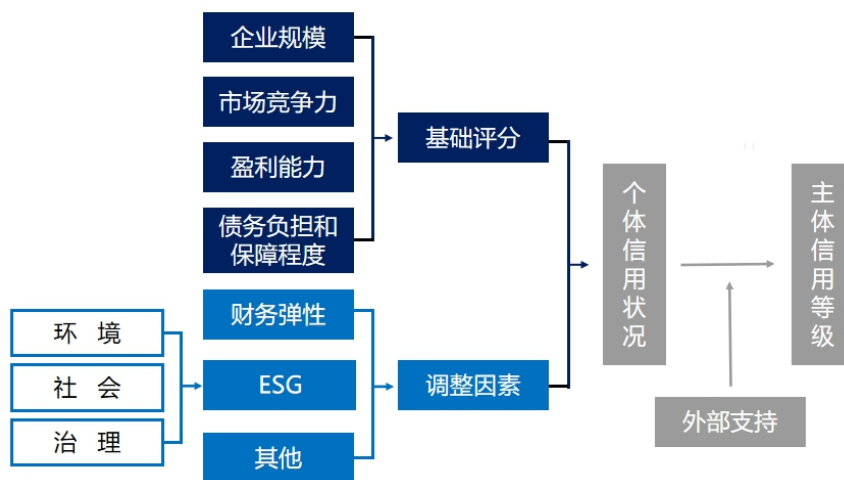 企业规模
市场竞争力
盈利能力
债务负担和
保障程度
基础评分
环 境
社 会
治 理
财务弹性
ESG
其他
调整因素
个体信用状况
外部支持
主体信用等级